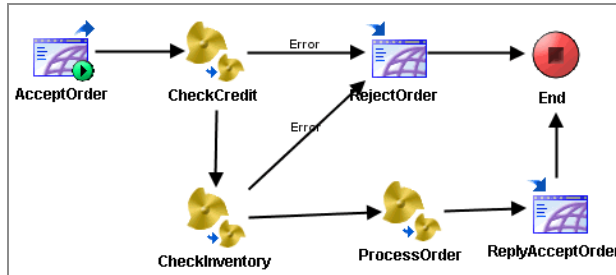 Error
AcceptOrder
CheckCredit
RejectOrder
End
Error
CheckInventory
ProcessOrder
ReplyAcceptOrder